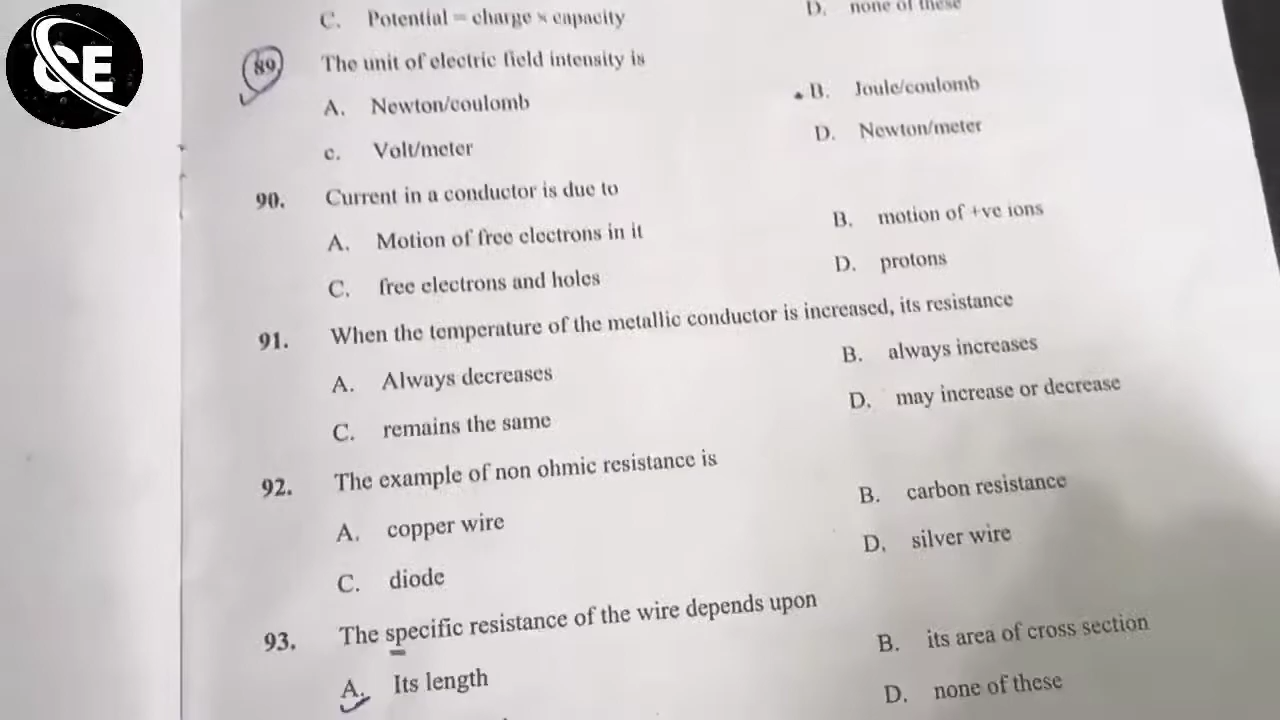 CE
C. Potential = charge × capacity D. none of these
89 The unit of electric field intensity is
A. Newton/coulomb B. Joule/coulomb
c. Volt/meter D. Newton/meter
90. Current in a conductor is due to
A. Motion of free electrons in it B. motion of +ve ions
C. free electrons and holes D. protons
91. When the temperature of the metallic conductor is increased, its resistance
A. Always decreases B. always increases
C. remains the same D. may increase or decrease
92. The example of non ohmic resistance is
A. copper wire B. carbon resistance
C. diode D. silver wire
93. The specific resistance of the wire depends upon
A. Its length B. its area of cross section
D. none of these